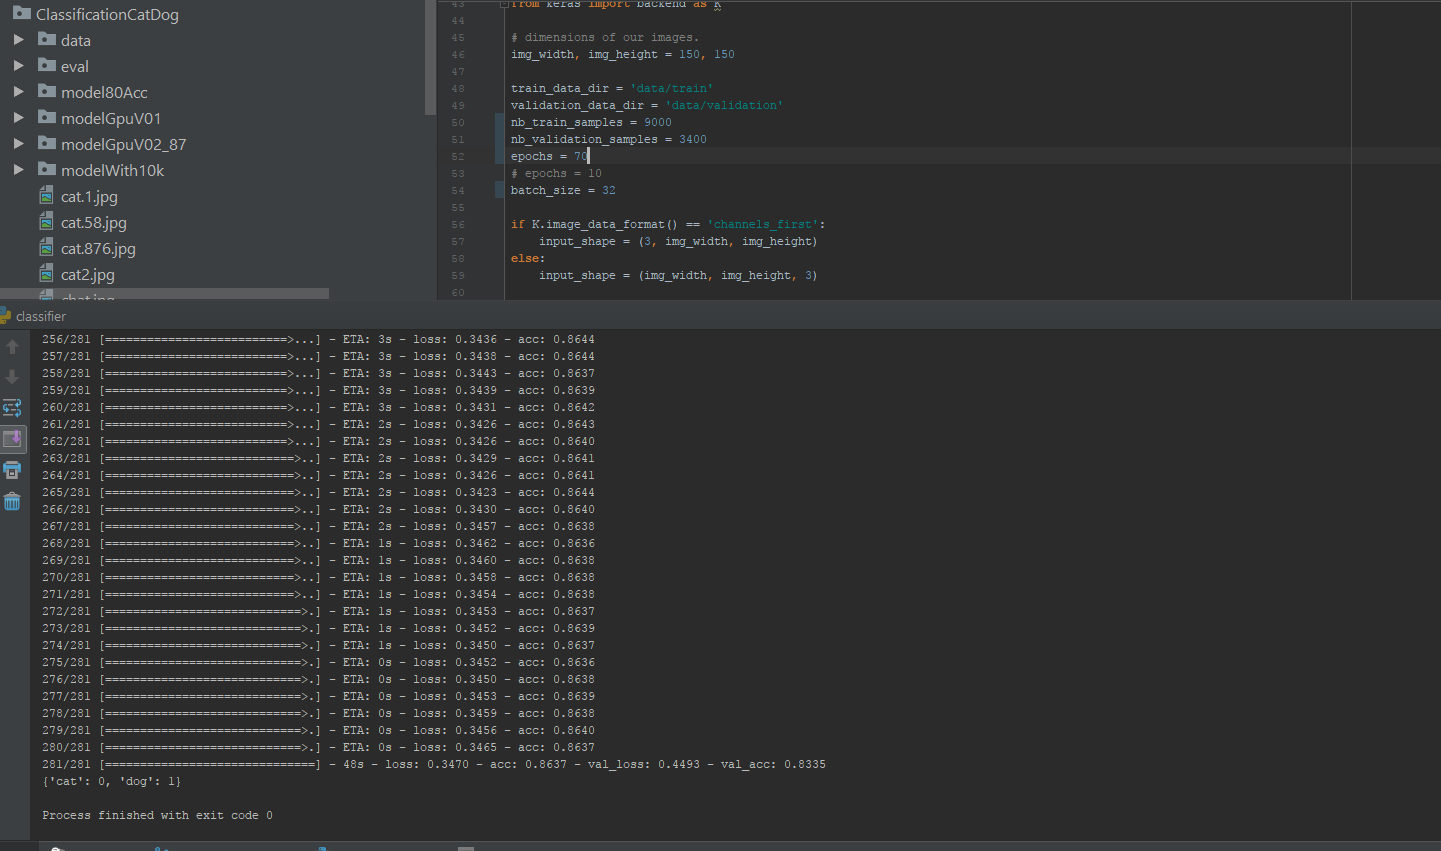 ClassificationCatDog
data
eval
model80Acc
modelGpuV01
modelGpuV02_87
modelWith10k
cat.1.jpg
cat.58.jpg
cat.876.jpg
cat2.jpg
chat.jpg
43 from keras import backend as K
44
45 # dimensions of our images.
46 img_width, img_height = 150, 150
47
48 train_data_dir = 'data/train'
49 validation_data_dir = 'data/validation'
50 nb_train_samples = 9000
51 nb_validation_samples = 3400
52 epochs = 70
53 # epochs = 10
54 batch_size = 32
55
56 if K.image_data_format() == 'channels_first':
57 input_shape = (3, img_width, img_height)
58 else:
59 input_shape = (img_width, img_height, 3)
60
classifier
256/281 [==========================>...] - ETA: 3s - loss: 0.3436 - acc: 0.8644
257/281 [==========================>...] - ETA: 3s - loss: 0.3438 - acc: 0.8644
258/281 [==========================>...] - ETA: 3s - loss: 0.3443 - acc: 0.8637
259/281 [==========================>...] - ETA: 3s - loss: 0.3439 - acc: 0.8639
260/281 [==========================>...] - ETA: 3s - loss: 0.3431 - acc: 0.8642
261/281 [==========================>...] - ETA: 2s - loss: 0.3426 - acc: 0.8643
262/281 [==========================>...] - ETA: 2s - loss: 0.3426 - acc: 0.8640
263/281 [===========================>..] - ETA: 2s - loss: 0.3429 - acc: 0.8641
264/281 [===========================>..] - ETA: 2s - loss: 0.3426 - acc: 0.8641
265/281 [===========================>..] - ETA: 2s - loss: 0.3423 - acc: 0.8644
266/281 [===========================>..] - ETA: 2s - loss: 0.3430 - acc: 0.8640
267/281 [===========================>..] - ETA: 2s - loss: 0.3457 - acc: 0.8638
268/281 [===========================>..] - ETA: 1s - loss: 0.3462 - acc: 0.8636
269/281 [===========================>..] - ETA: 1s - loss: 0.3460 - acc: 0.8638
270/281 [===========================>..] - ETA: 1s - loss: 0.3458 - acc: 0.8638
271/281 [===========================>..] - ETA: 1s - loss: 0.3454 - acc: 0.8638
272/281 [============================>.] - ETA: 1s - loss: 0.3453 - acc: 0.8637
273/281 [============================>.] - ETA: 1s - loss: 0.3452 - acc: 0.8639
274/281 [============================>.] - ETA: 1s - loss: 0.3450 - acc: 0.8637
275/281 [============================>.] - ETA: 0s - loss: 0.3452 - acc: 0.8636
276/281 [============================>.] - ETA: 0s - loss: 0.3450 - acc: 0.8638
277/281 [============================>.] - ETA: 0s - loss: 0.3453 - acc: 0.8639
278/281 [============================>.] - ETA: 0s - loss: 0.3459 - acc: 0.8638
279/281 [============================>.] - ETA: 0s - loss: 0.3456 - acc: 0.8640
280/281 [============================>.] - ETA: 0s - loss: 0.3465 - acc: 0.8637
281/281 [==============================] - 48s - loss: 0.3470 - acc: 0.8637 - val_loss: 0.4493 - val_acc: 0.8335
{'cat': 0, 'dog': 1}
Process finished with exit code 0